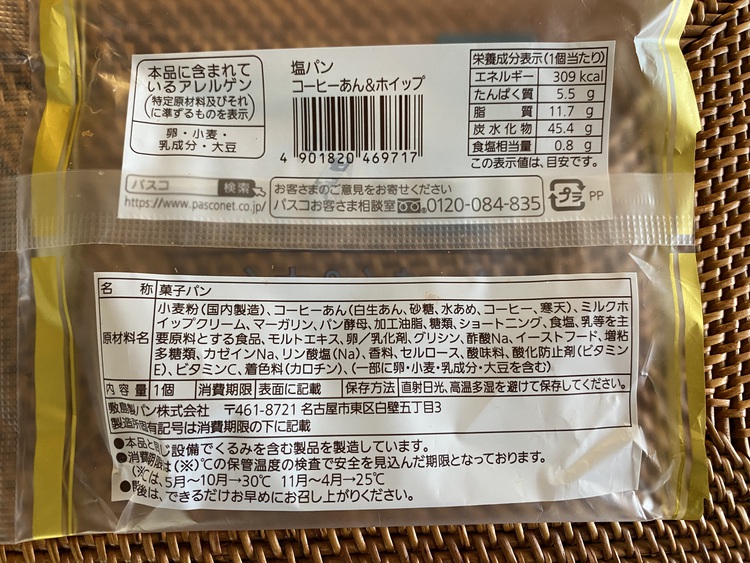 本品に含まれて
いるアレルゲン
(特定原材料及びそれ
に準ずるものを表示)
卵・小麦・
乳成分・大豆
塩パン
コーヒーあん&ホイップ
4 901820 469717
栄養成分表示(1個当たり)
エネルギー 309 kcal
たんぱく質 5.5 g
脂質 11.7 g
炭水化物 45.4 g
食塩相当量 0.8 g
この表示値は、目安です。
パスコ 検索
https://www.pasconet.co.jp/
お客さまのご意見をお寄せください
パスコお客さま相談室 0120-084-835
プラ PP
名称 菓子パン
原材料名 小麦粉(国内製造)、コーヒーあん(白生あん、砂糖、水あめ、コーヒー、寒天)、ミルクホ
イップクリーム、マーガリン、パン酵母、加工油脂、糖類、ショートニング、食塩、乳等を主
要原料とする食品、モルトエキス、卵/乳化剤、グリシン、酢酸Na、イーストフード、増粘
多糖類、カゼインNa、リン酸塩(Na)、香料、セルロース、酸味料、酸化防止剤(ビタミン
E)、ビタミンC、着色料(カロチン)、(一部に卵・小麦・乳成分・大豆を含む)
内容量 1個 消費期限 表面に記載 保存方法 直射日光、高温多湿を避けて保存してください。
敷島製パン株式会社 〒461-8721 名古屋市東区白壁五丁目3
製造所固有記号は消費期限の下に記載
●本品と同じ設備でくるみを含む製品を製造しています。
●消費期限は(※)℃の保管温度の検査で安全を見込んだ期限となっております。
(※)℃は、5月~10月→30℃ 11月~4月→25℃
後は、できるだけお早めにお召し上がりください。